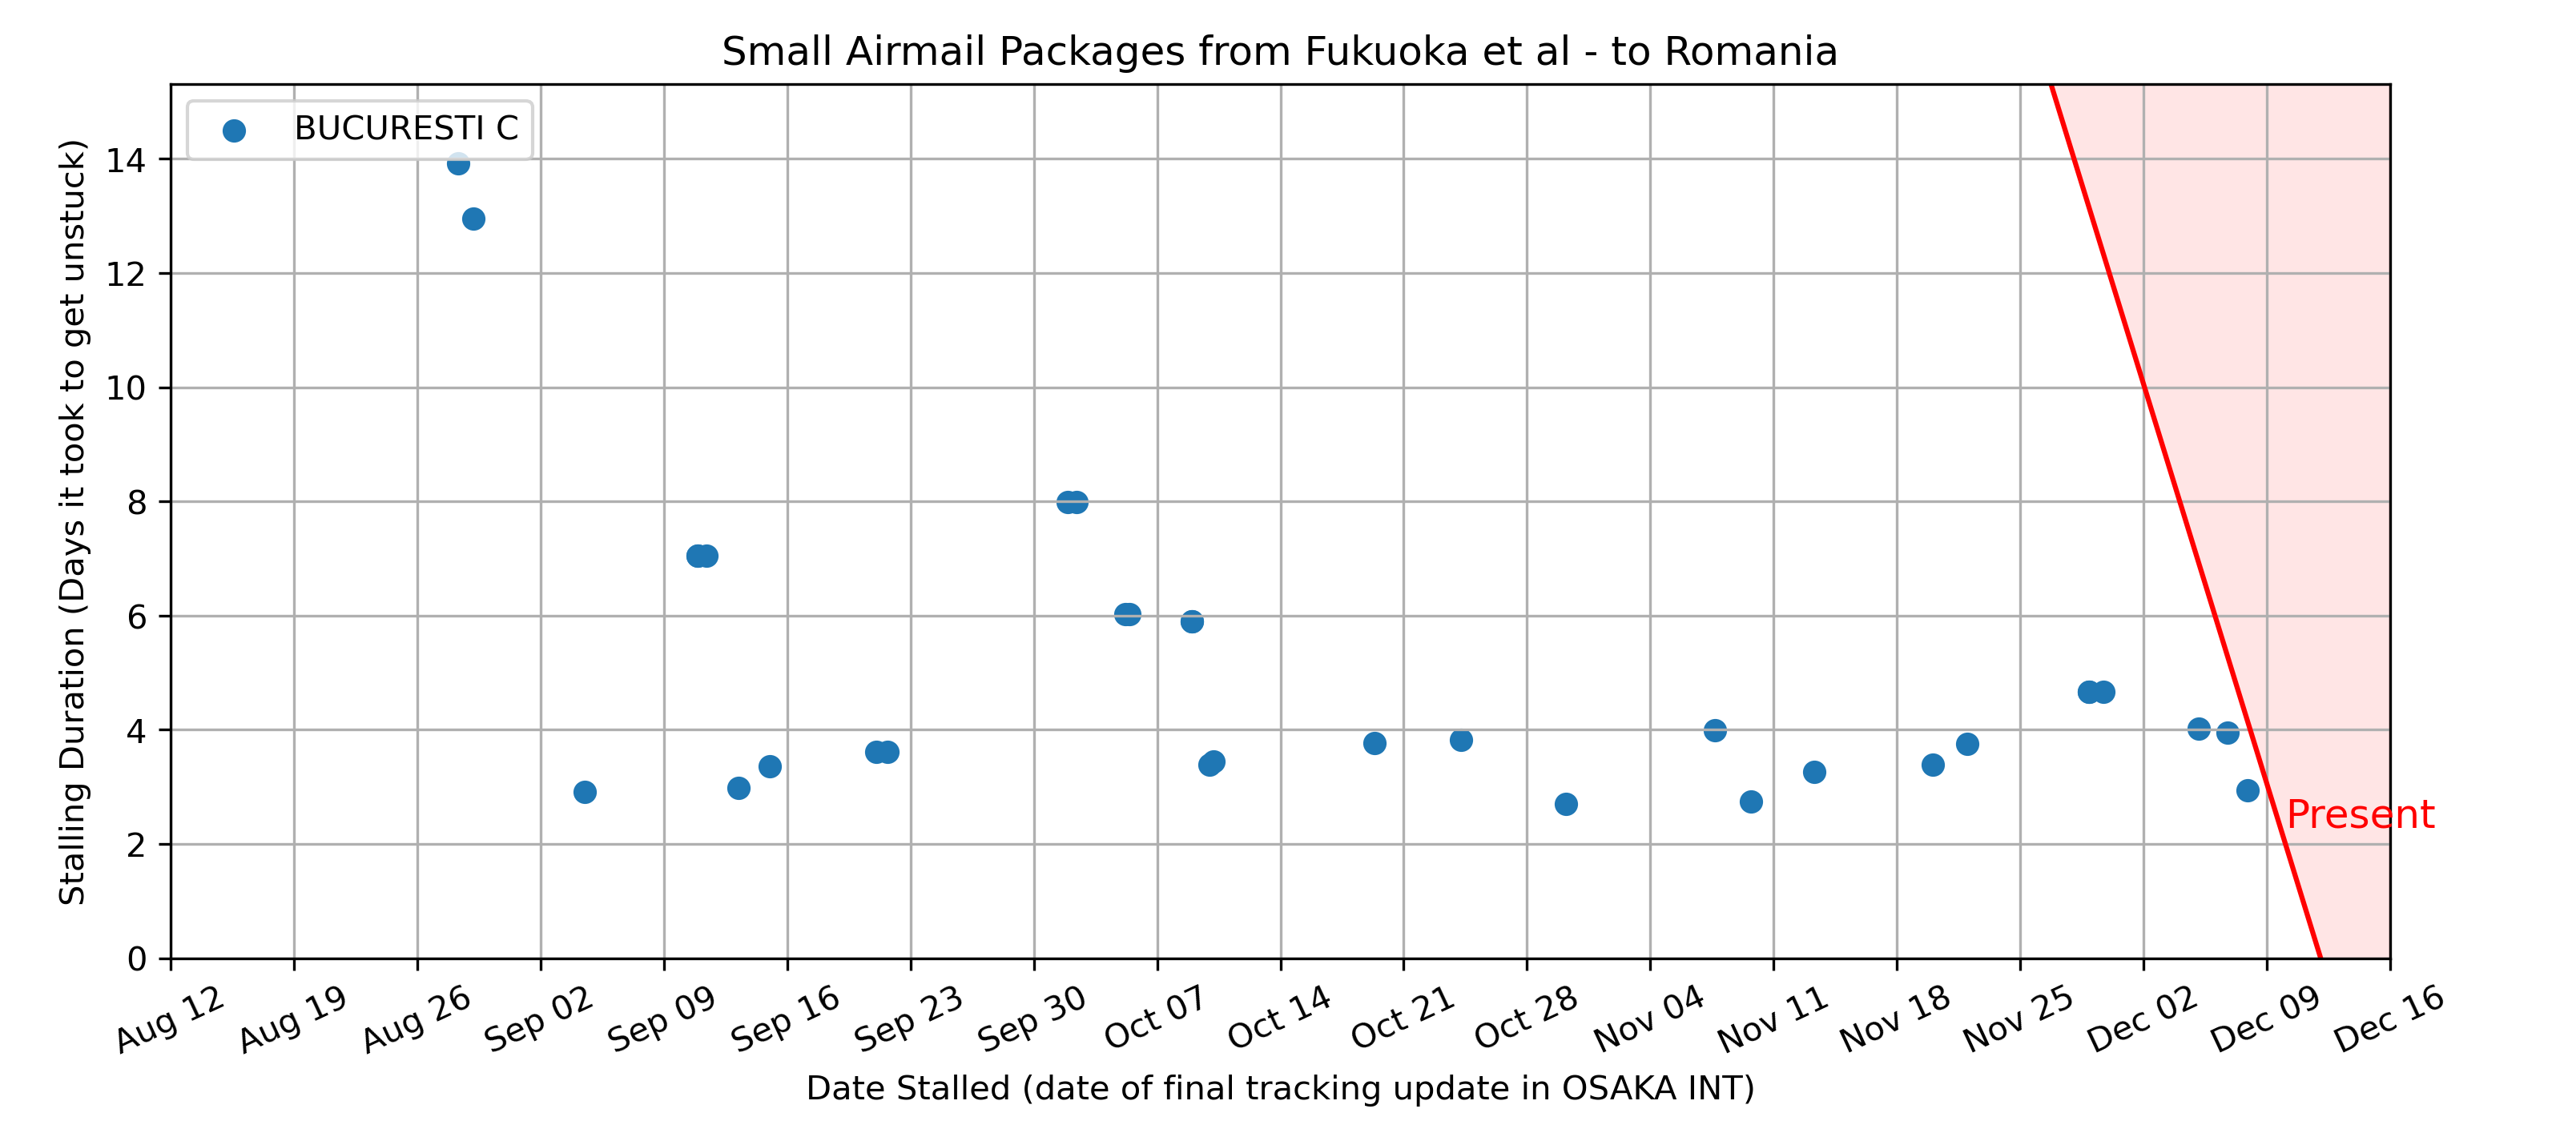 Small Airmail Packages from Fukuoka et al - to Romania
BUCURESTI C
Stalling Duration (Days it took to get unstuck)
14
12
10
8
6
4
2
0
Present
Aug 12
Aug 19
Aug 26
Sep 02
Sep 09
Sep 16
Sep 23
Sep 30
Oct 07
Oct 14
Oct 21
Oct 28
Nov 04
Nov 11
Nov 18
Nov 25
Dec 02
Dec 09
Dec 16
Date Stalled (date of final tracking update in OSAKA INT)